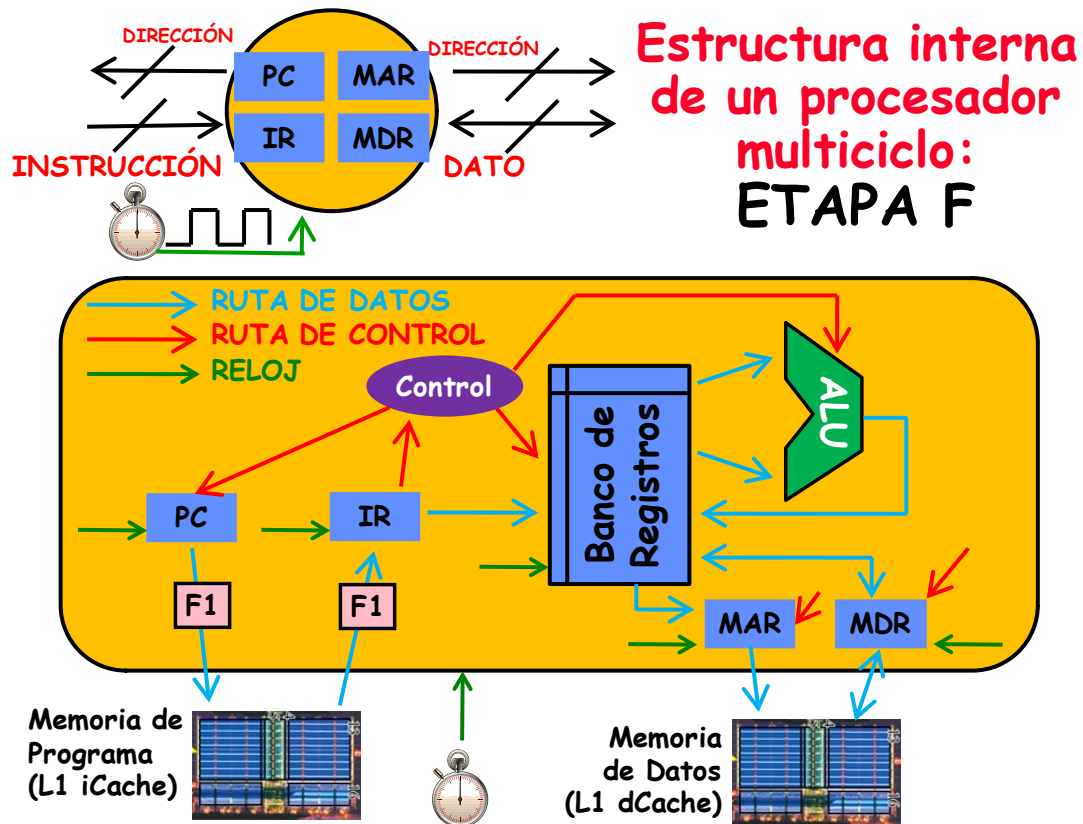 DIRECCIÓN
DIRECCIÓN
PC
MAR
IR
MDR
INSTRUCCIÓN
DATO
Estructura interna
de un procesador
multiciclo:
ETAPA F
RUTA DE DATOS
RUTA DE CONTROL
RELOJ
Control
Banco de
Registros
ALU
PC
IR
F1
F1
MAR
MDR
Memoria de
Programa
(L1 iCache)
Memoria
de Datos
(L1 dCache)